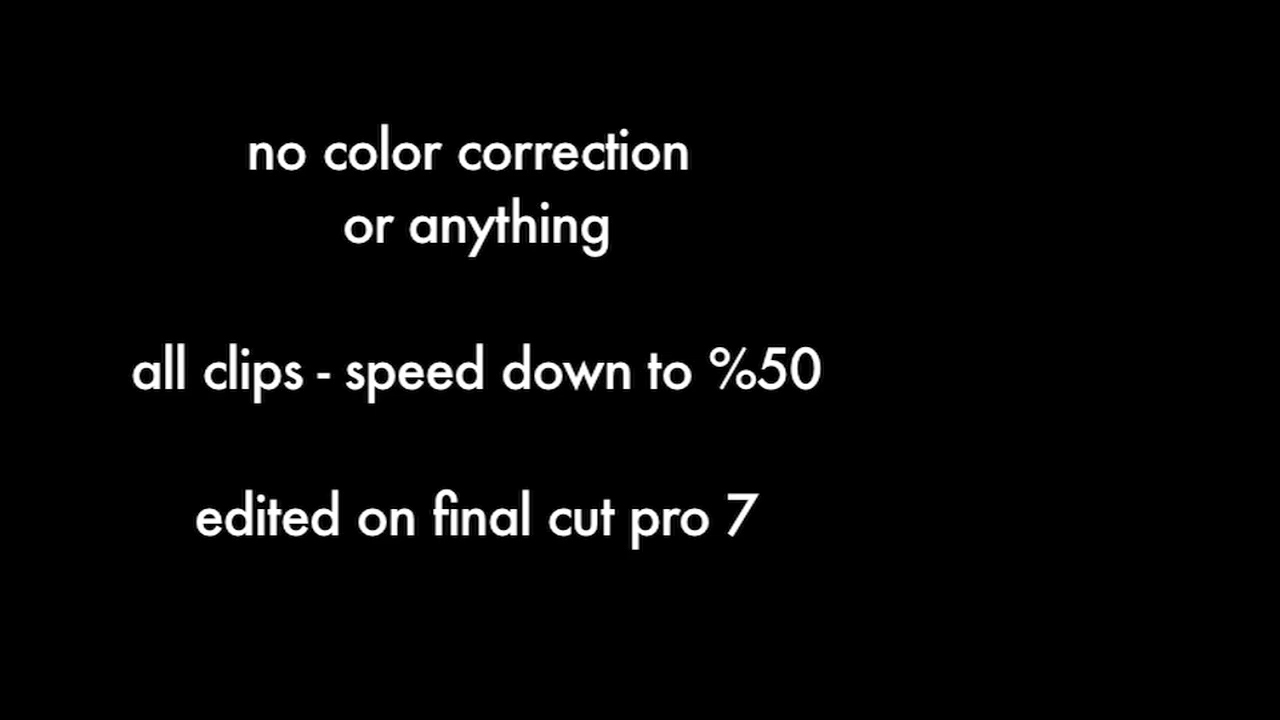 no color correction
or anything
all clips - speed down to %50
edited on final cut pro 7